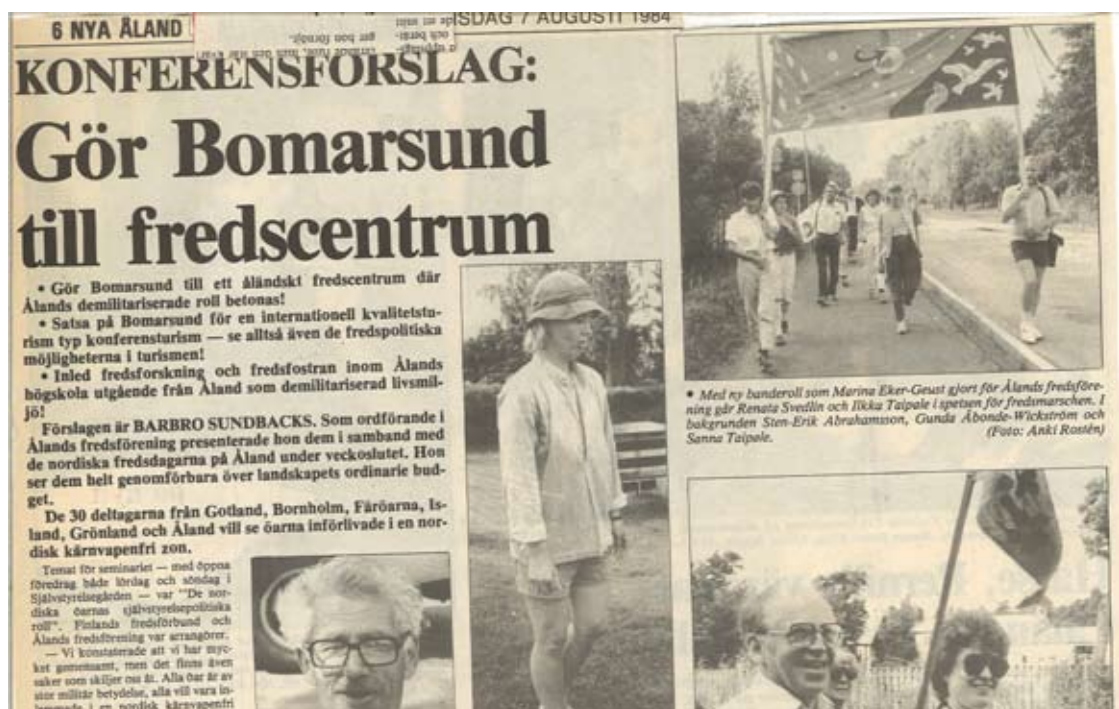 6 NYA ÅLAND
ISDAG 7 AUGUSTI 1984
ger hon förnöjt.
KONFERENSFÖRSLAG:
Gör Bomarsund
till fredscentrum
• Gör Bomarsund till ett åländskt fredscentrum där
Ålands demilitariserade roll betonas!
• Satsa på Bomarsund för en internationell kvalitetstu-
rism typ konferensturism — se alltså även de fredspolitiska
möjligheterna i turismen!
• Inled fredsforskning och fredsfostran inom Ålands
högskola utgående från Åland som demilitariserad livsmil-
jö!
Förslagen är BARBRO SUNDBACKS. Som ordförande i
Ålands fredsförening presenterade hon dem i samband med
de nordiska fredsdagarna på Åland under veckoslutet. Hon
ser dem helt genomförbara över landskapets ordinarie bud-
get.
De 30 deltagarna från Gotland, Bornholm, Färöarna, Is-
land, Grönland och Åland vill se öarna införlivade i en nor-
disk kärnvapenfri zon.
Temat för seminariet — med öppna
föredrag både lördag och söndag i
Självstyrelsegården — var "De nor-
diska öarnas självstyrelsepolitiska
roll". Finlands fredsförbund och
Ålands fredsförening var arrangörer.
— Vi konstaterade att vi har myc-
ket gemensamt, men det finns även
saker som skiljer oss åt. Alla öar är av
stor militär betydelse, alla vill vara in-
lemmade i en nordisk kärnvapenfri
• Med ny banderoll som Marina Eker-Geust gjort för Ålands fredsföre-
ning går Renata Svedlin och Ilkka Taipale i spetsen för fredsmarschen. I
bakgrunden Sten-Erik Abrahamsson, Gunda Åbonde-Wickström och
Sanna Taipale.
(Foto: Anki Rostén)